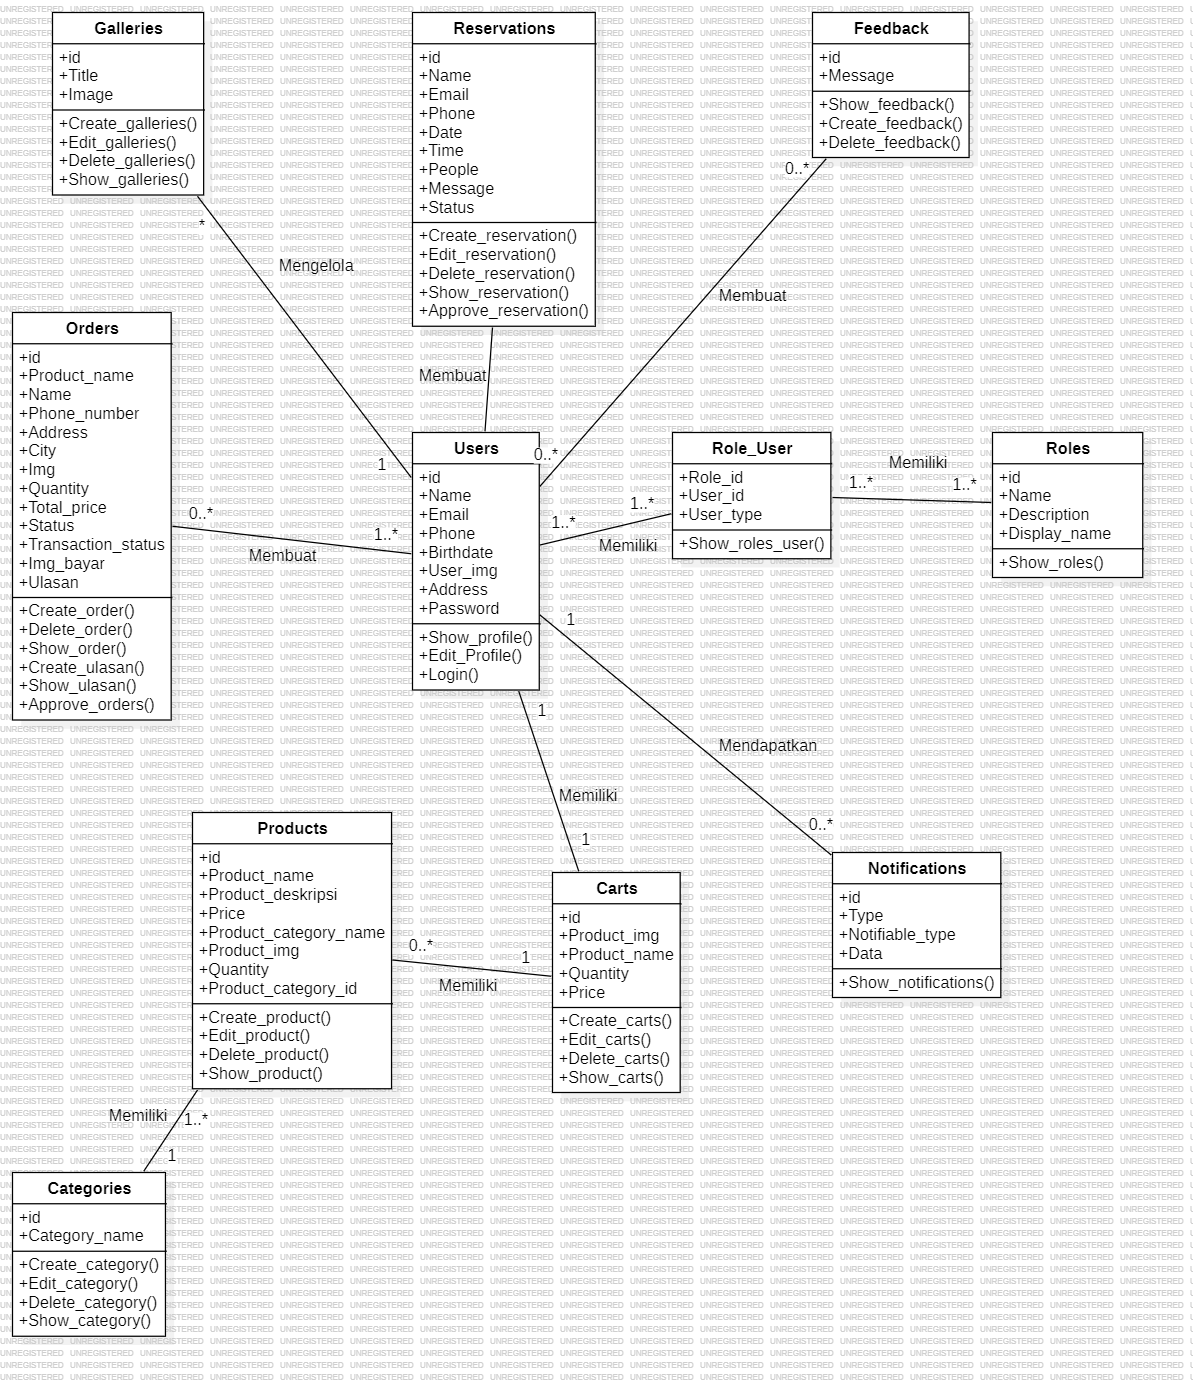 Galleries
+id
+Title
+Image
+Create_galleries()
+Edit_galleries()
+Delete_galleries()
+Show_galleries()
Reservations
+id
+Name
+Email
+Phone
+Date
+Time
+People
+Message
+Status
+Create_reservation()
+Edit_reservation()
+Delete_reservation()
+Show_reservation()
+Approve_reservation()
Feedback
+id
+Message
+Show_feedback()
+Create_feedback()
+Delete_feedback()
*
Mengelola
1
Membuat
0..*
Membuat
0..*
Orders
+id
+Product_name
+Name
+Phone_number
+Address
+City
+Img
+Quantity
+Total_price
+Status
+Transaction_status
+Img_bayar
+Ulasan
+Create_order()
+Delete_order()
+Show_order()
+Create_ulasan()
+Show_ulasan()
+Approve_orders()
0..*
Membuat
1..*
Users
+id
+Name
+Email
+Phone
+Birthdate
+User_img
+Address
+Password
+Show_profile()
+Edit_Profile()
+Login()
1..*
Memiliki
1..*
Role_User
+Role_id
+User_id
+User_type
+Show_roles_user()
1..*
Memiliki
1..*
Roles
+id
+Name
+Description
+Display_name
+Show_roles()
1
Mendapatkan
0..*
1
Memiliki
1
Products
+id
+Product_name
+Product_deskripsi
+Price
+Product_category_name
+Product_img
+Quantity
+Product_category_id
+Create_product()
+Edit_product()
+Delete_product()
+Show_product()
0..*
Memiliki
1
Carts
+id
+Product_img
+Product_name
+Quantity
+Price
+Create_carts()
+Edit_carts()
+Delete_carts()
+Show_carts()
Notifications
+id
+Type
+Notifiable_type
+Data
+Show_notifications()
Memiliki
1..*
1
Categories
+id
+Category_name
+Create_category()
+Edit_category()
+Delete_category()
+Show_category()
UNREGISTERED